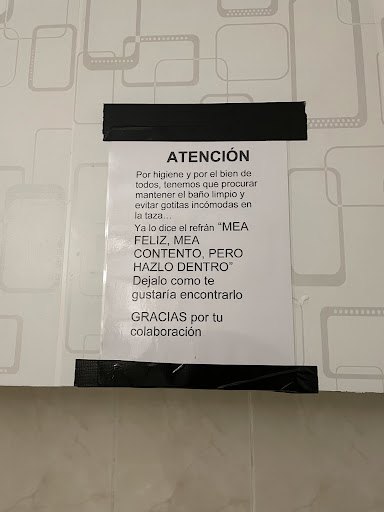 ATENCIÓN
Por higiene y por el bien de
todos, tenemos que procurar
mantener el baño limpio y
evitar gotitas incómodas en
la taza...
Ya lo dice el refrán “MEA
FELIZ, MEA
CONTENTO, PERO
HAZLO DENTRO”
Dejalo como te
gustaría encontrarlo
GRACIAS por tu
colaboración